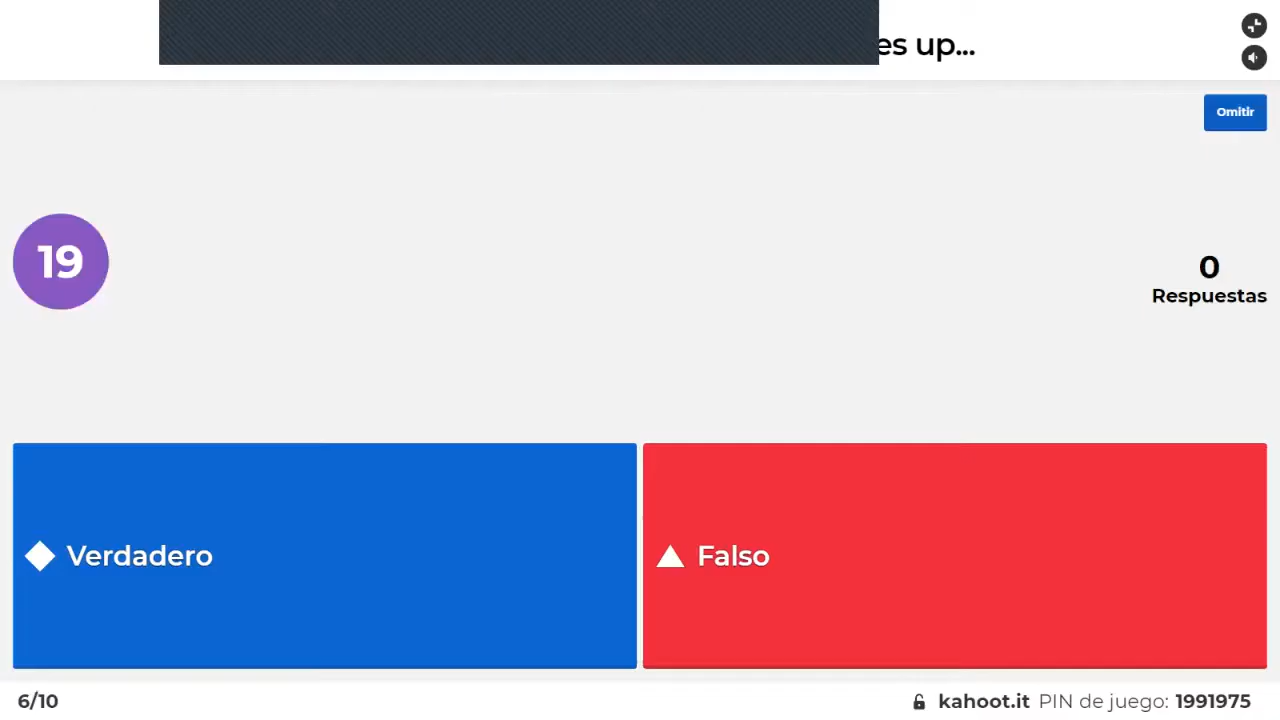 es up...
Omitir
19
0
Respuestas
Verdadero
Falso
6/10
kahoot.it PIN de juego: 1991975